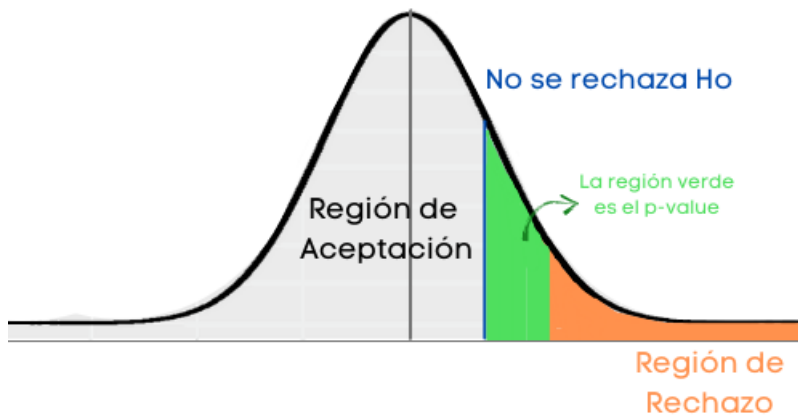 No se rechaza Ho
La región verde
es el p-value
Región de
Aceptación
Región de
Rechazo